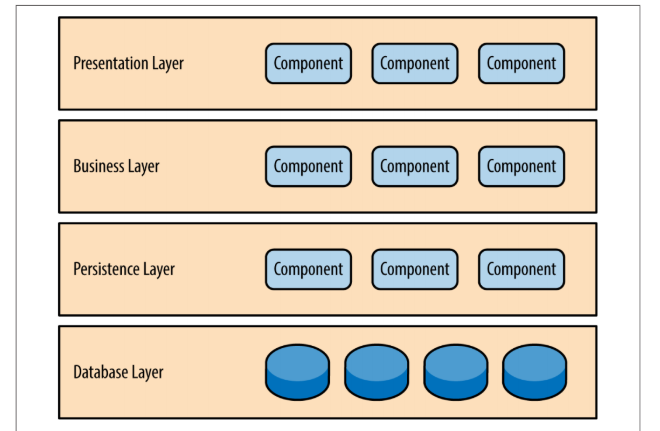 Presentation Layer Component Component Component
Business Layer Component Component Component
Persistence Layer Component Component Component
Database Layer